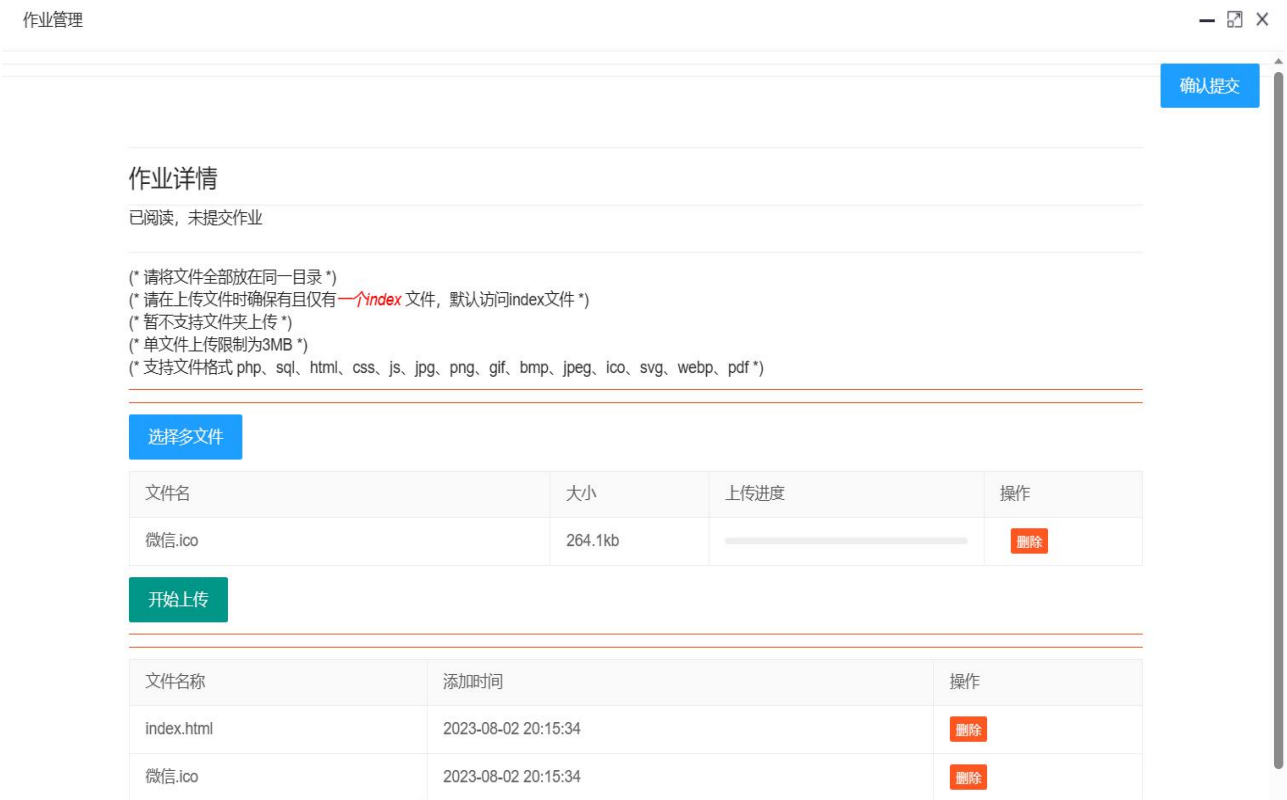 作业管理
确认提交
作业详情
已阅读，未提交作业
(* 请将文件全部放在同一目录 *)
(* 请在上传文件时确保有且仅有一个index 文件，默认访问index文件 *)
(* 暂不支持文件夹上传 *)
(* 单文件上传限制为3MB *)
(* 支持文件格式 php、sql、html、css、js、jpg、png、gif、bmp、jpeg、ico、svg、webp、pdf *)
选择多文件
文件名 大小 上传进度 操作
微信.ico 264.1kb 删除
开始上传
文件名称 添加时间 操作
index.html 2023-08-02 20:15:34 删除
微信.ico 2023-08-02 20:15:34 删除